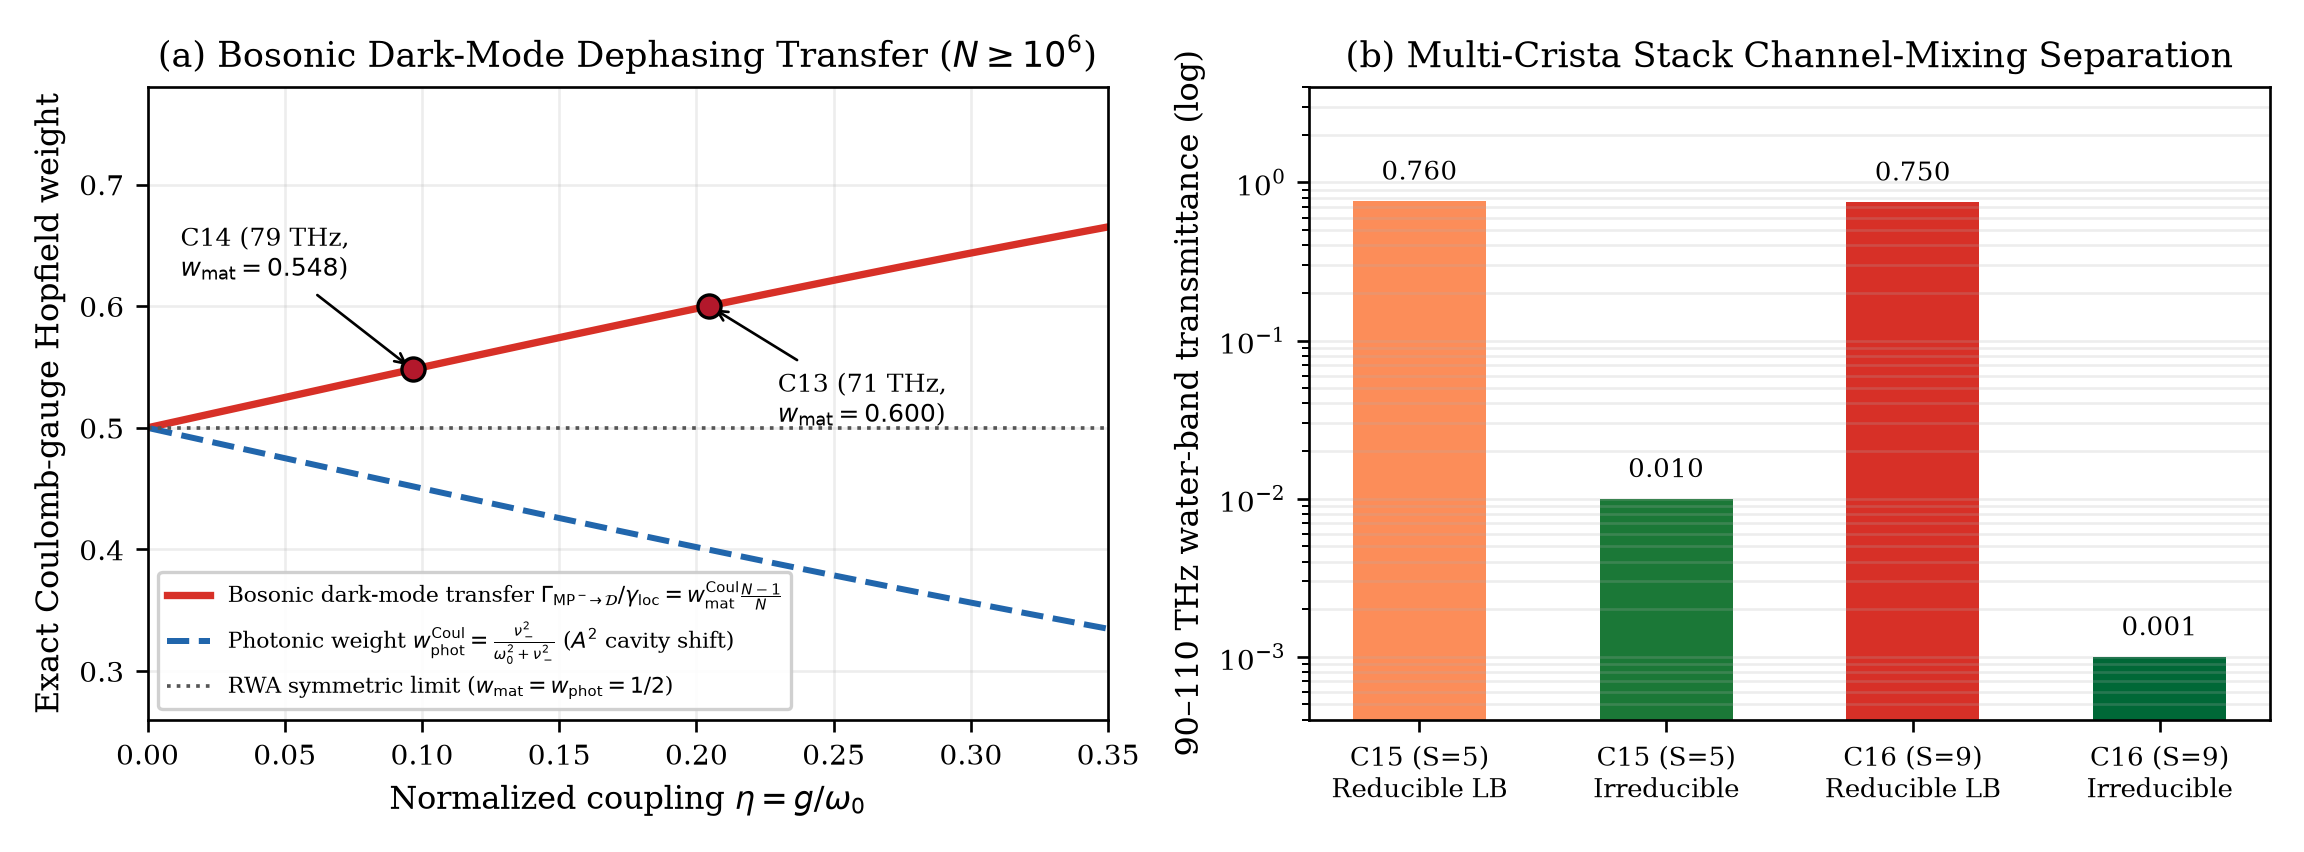 (a) Bosonic Dark-Mode Dephasing Transfer (N ≥ 10⁶)
Exact Coulomb-gauge Hopfield weight
0.7
0.6
0.5
0.4
0.3
C14 (79 THz,
w_mat = 0.548)
C13 (71 THz,
w_mat = 0.600)
Bosonic dark-mode transfer Γ_{MP⁻→𝒟}/γ_loc = w_mat^Coul (N−1)/N
Photonic weight w_phot^Coul = ν₋²/(ω₀²+ν₋²) (A² cavity shift)
RWA symmetric limit (w_mat = w_phot = 1/2)
0.00 0.05 0.10 0.15 0.20 0.25 0.30 0.35
Normalized coupling η = g/ω₀
(b) Multi-Crista Stack Channel-Mixing Separation
90–110 THz water-band transmittance (log)
10⁰
10⁻¹
10⁻²
10⁻³
0.760
0.010
0.750
0.001
C15 (S=5)
Reducible LB
C15 (S=5)
Irreducible
C16 (S=9)
Reducible LB
C16 (S=9)
Irreducible